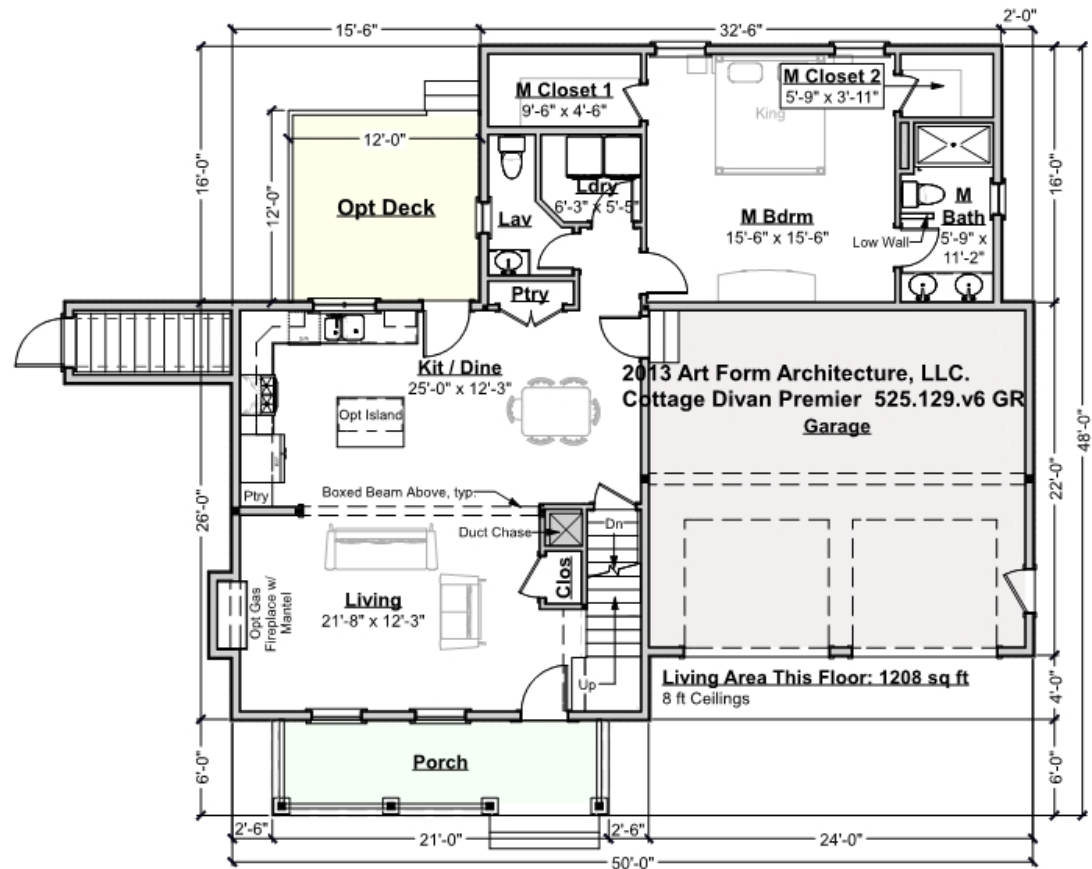 2'-0"
15'-6"
32'-6"
M Closet 1
9'-6" x 4'-6"
M Closet 2
5'-9" x 3'-11"
King
12'-0"
16'-0"
12'-0"
Opt Deck
Lav
Ldry
6'-3" x 5'-5"
M Bdrm
15'-6" x 15'-6"
Low Wall
M
Bath
5'-9" x
11'-2"
16'-0"
Ptry
Kit / Dine
25'-0" x 12'-3"
Opt Island
2013 Art Form Architecture, LLC.
Cottage Divan Premier 525.129.v6 GR
Garage
48'-0"
22'-0"
26'-0"
Ptry
Boxed Beam Above, typ.
Duct Chase
Dn
Clos
Opt Gas
Fireplace w/
Mantel
Living
21'-8" x 12'-3"
Up
Living Area This Floor: 1208 sq ft
8 ft Ceilings
4'-0"
6'-0"
Porch
6'-0"
2'-6"
21'-0"
2'-6"
24'-0"
50'-0"